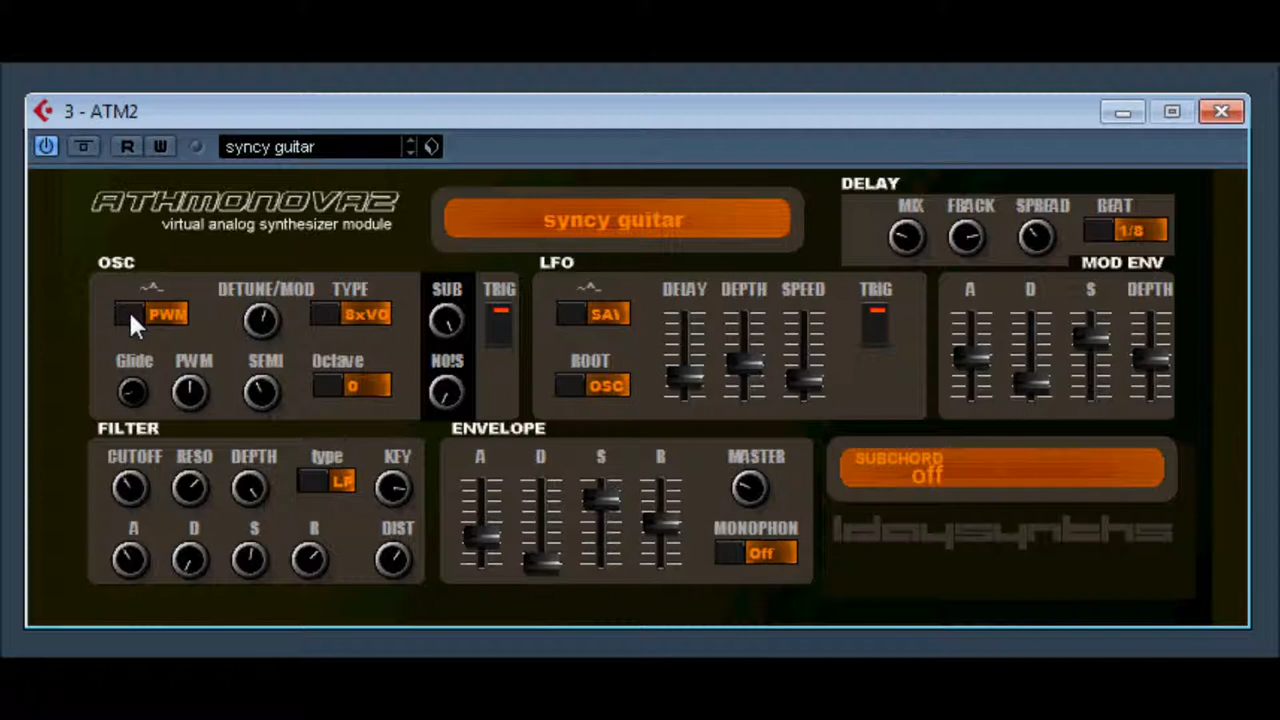 3 - ATM2
R W syncy guitar
ATHMONOVA2
virtual analog synthesizer module
syncy guitar
DELAY
MIX FBACK SPREAD BEAT
1/8
OSC
DETUNE/MOD TYPE SUB TRIG
PWM 8xVO
Glide PWM SEMI Octave NO!S
0
LFO
DELAY DEPTH SPEED TRIG
SAW
ROOT
OSC
MOD ENV
A D S DEPTH
FILTER
CUTOFF RESO DEPTH type KEY
LP
A D S R DIST
ENVELOPE
A D S R MASTER
MONOPHON
Off
SUBCHORD
off
1daysynths